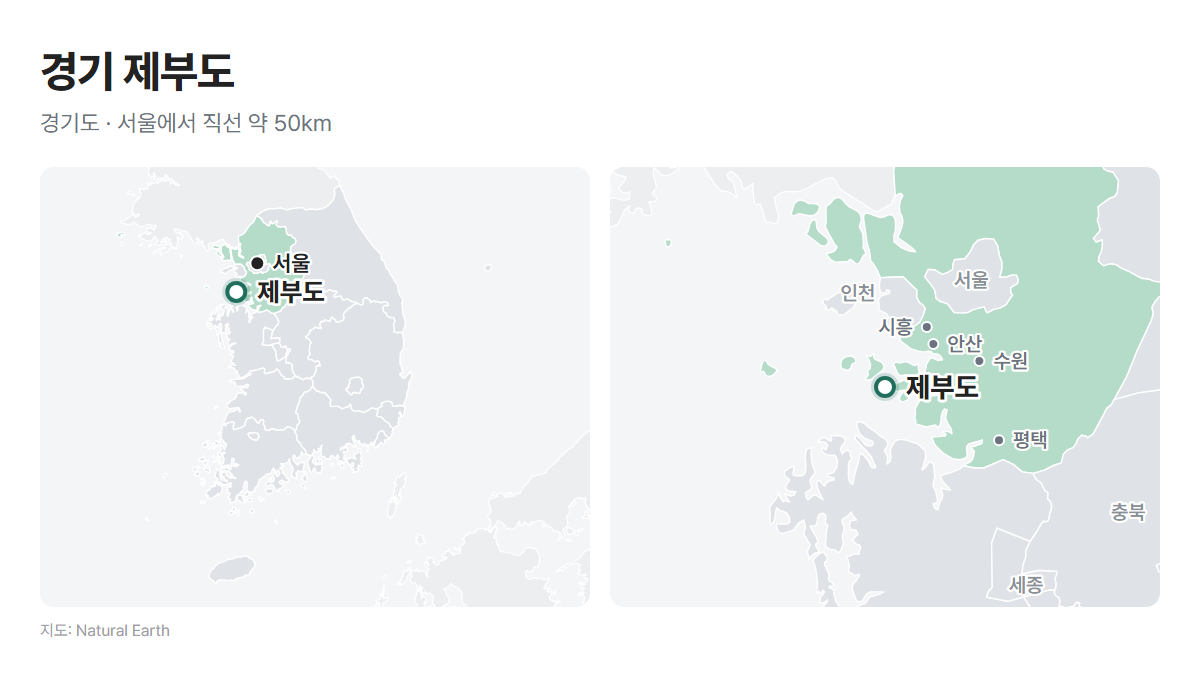 경기 제부도
경기도 · 서울에서 직선 약 50km
서울
제부도
서울
인천
시흥
안산
수원
제부도
평택
충북
세종
지도: Natural Earth